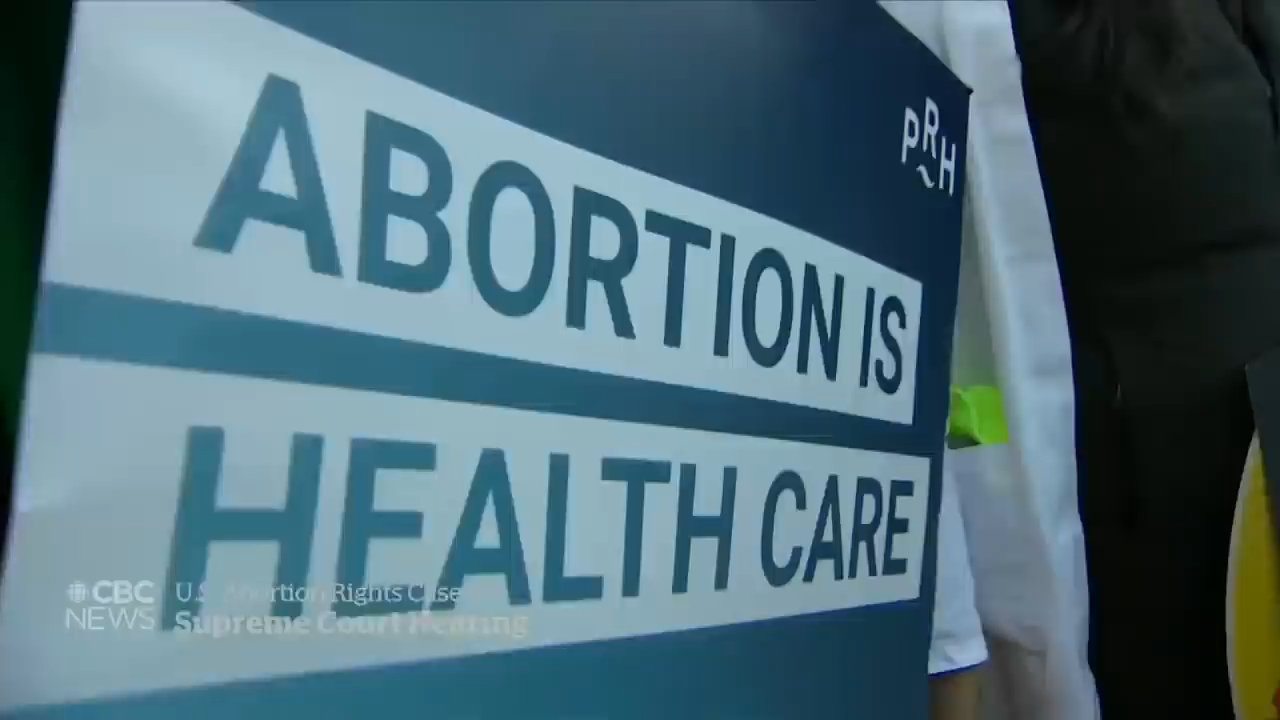 PRH
ABORTION IS
HEALTH CARE
CBC
NEWS
U.S. Abortion Rights Case
Supreme Court Hearing